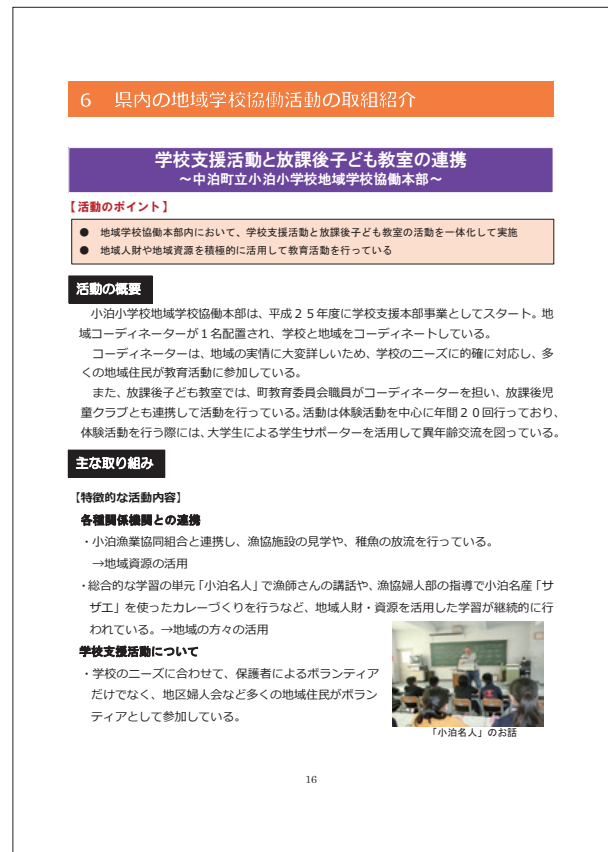 6 県内の地域学校協働活動の取組紹介
学校支援活動と放課後子ども教室の連携
～中泊町立小泊小学校地域学校協働本部～
【活動のポイント】
● 地域学校協働本部内において、学校支援活動と放課後子ども教室の活動を一体化して実施
● 地域人財や地域資源を積極的に活用して教育活動を行っている
活動の概要
小泊小学校地域学校協働本部は、平成２５年度に学校支援本部事業としてスタート。地
域コーディネーターが１名配置され、学校と地域をコーディネートしている。
コーディネーターは、地域の実情に大変詳しいため、学校のニーズに的確に対応し、多
くの地域住民が教育活動に参加している。
また、放課後子ども教室では、町教育委員会職員がコーディネーターを担い、放課後児
童クラブとも連携して活動を行っている。活動は体験活動を中心に年間２０回行っており、
体験活動を行う際には、大学生による学生サポーターを活用して異年齢交流を図っている。
主な取り組み
【特徴的な活動内容】
各種関係機関との連携
・小泊漁業協同組合と連携し、漁協施設の見学や、稚魚の放流を行っている。
→地域資源の活用
・総合的な学習の単元「小泊名人」で漁師さんの講話や、漁協婦人部の指導で小泊名産「サ
ザエ」を使ったカレーづくりを行うなど、地域人財・資源を活用した学習が継続的に行
われている。→地域の方々の活用
学校支援活動について
・学校のニーズに合わせて、保護者によるボランティア
だけでなく、地区婦人会など多くの地域住民がボラン
ティアとして参加している。
「小泊名人」のお話
16